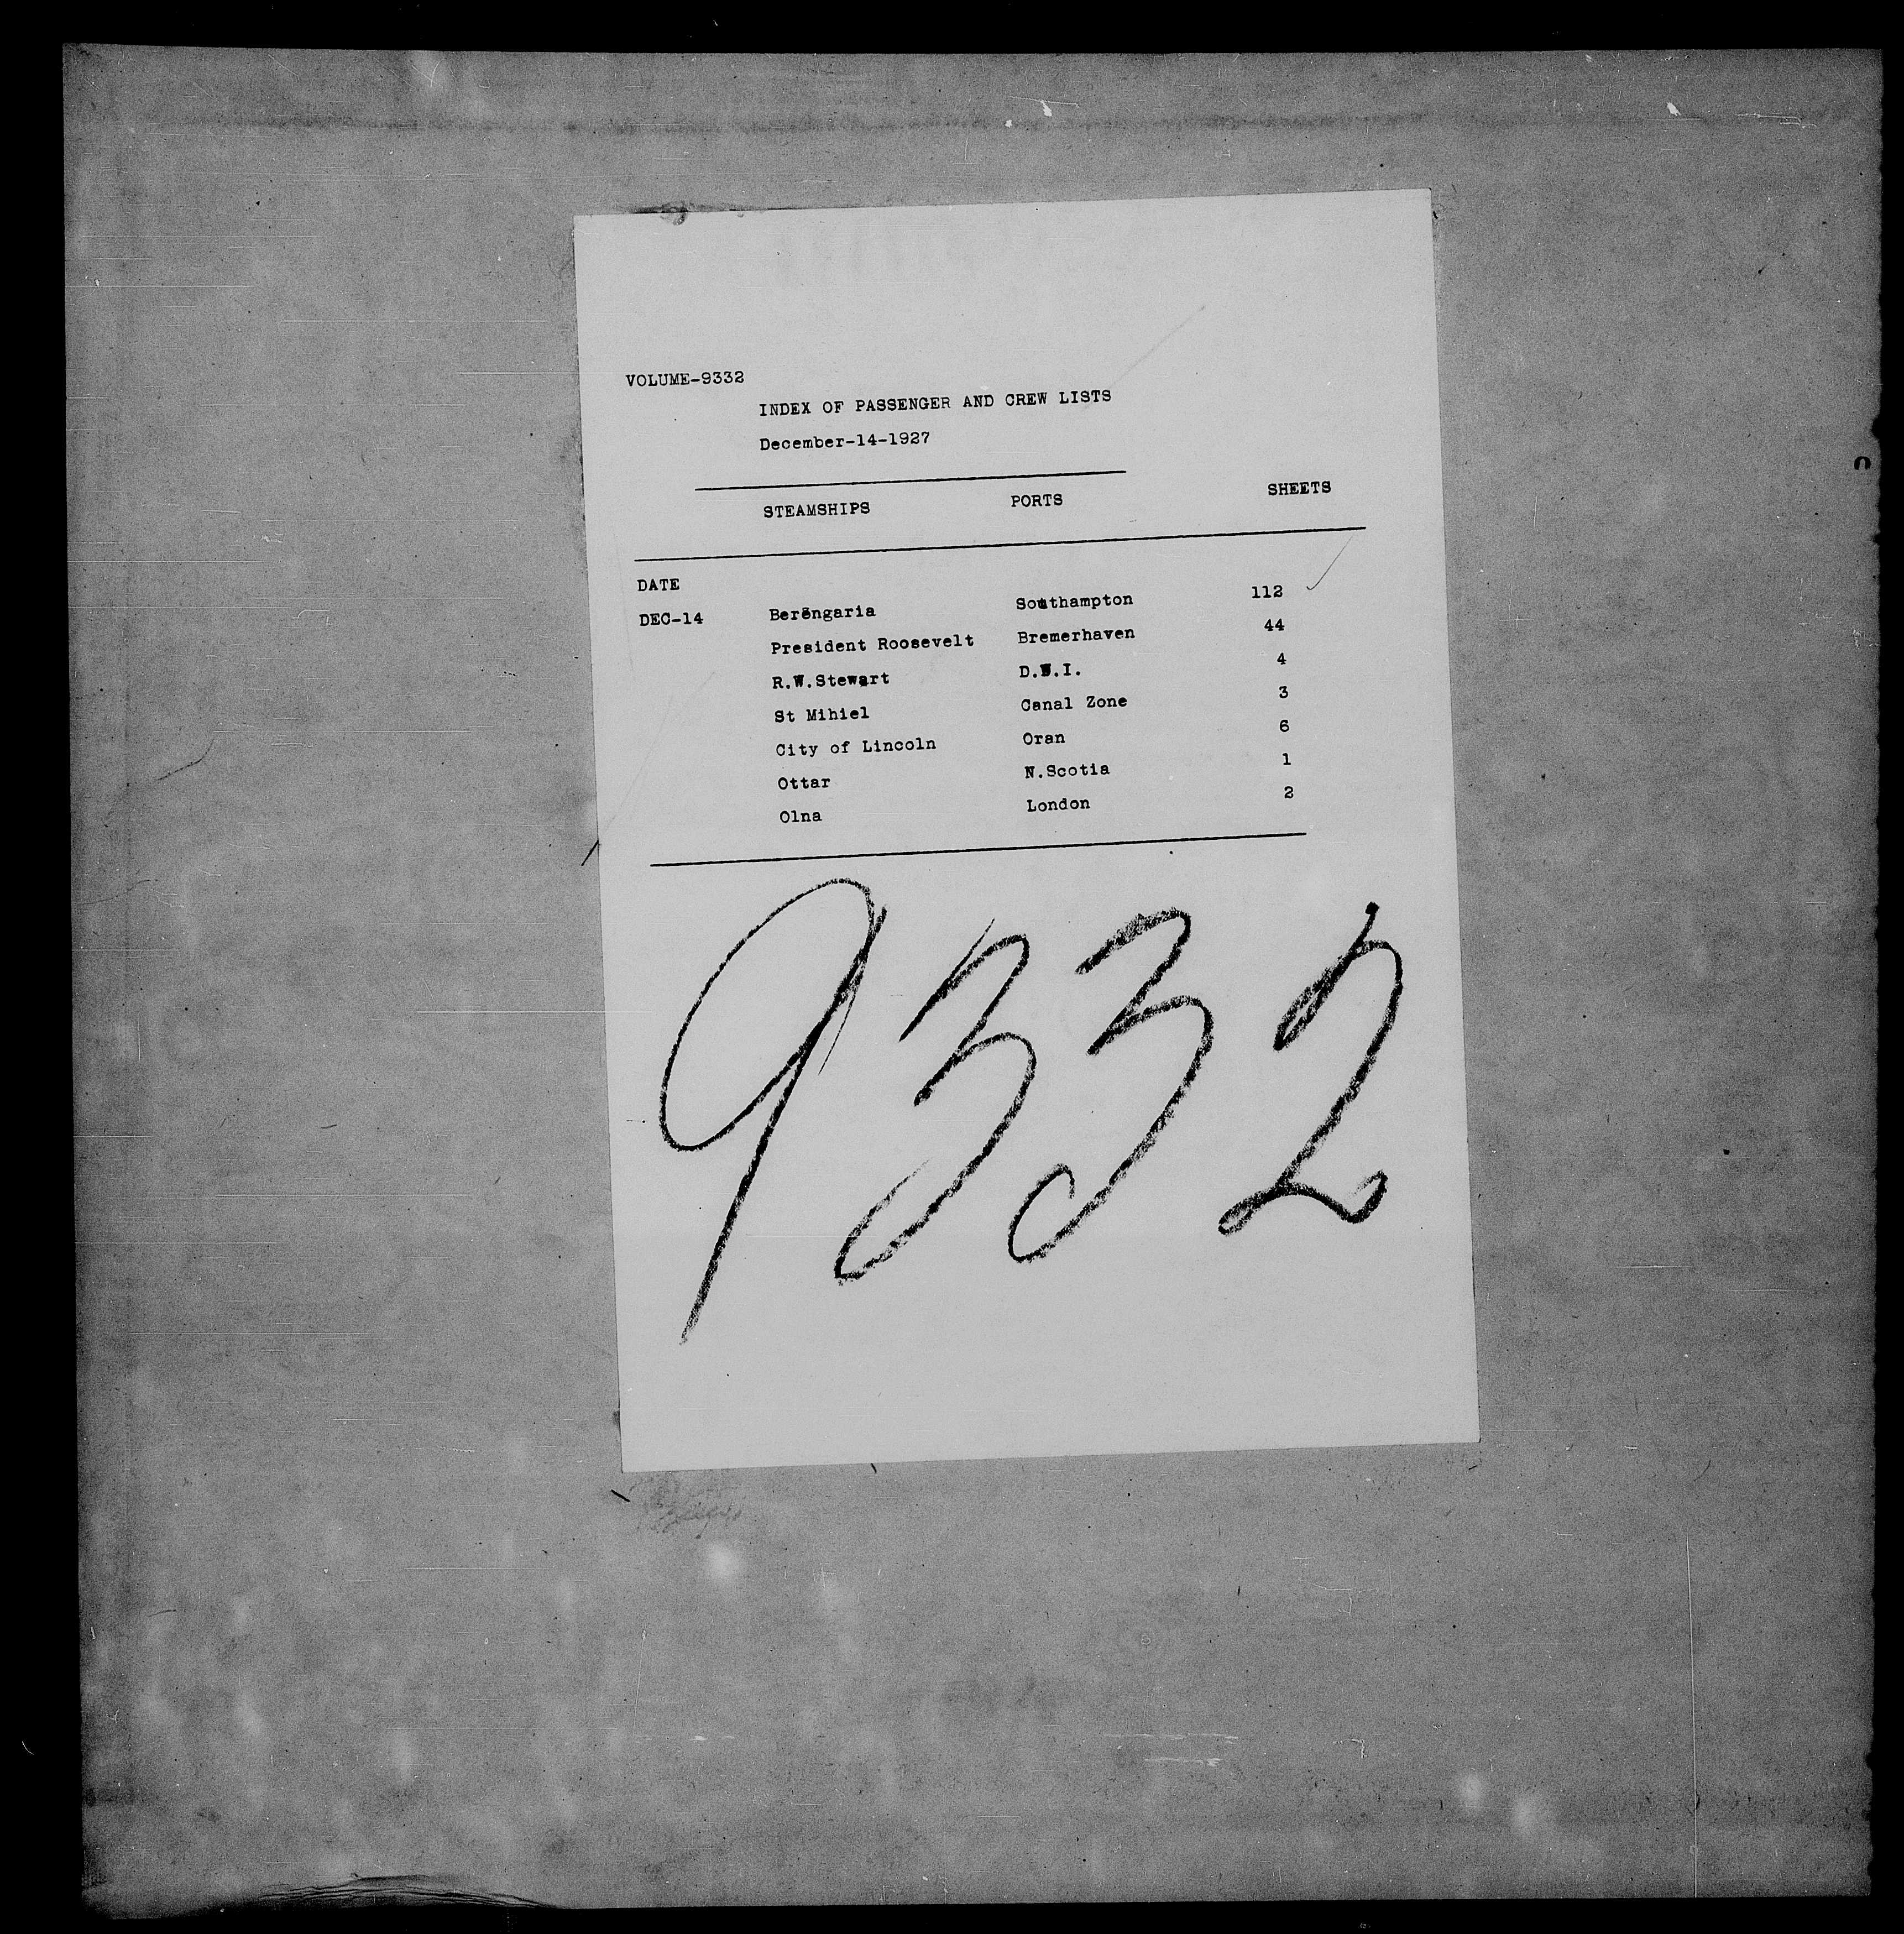 VOLUME-9332
INDEX OF PASSENGER AND CREW LISTS
December-14-1927
STEAMSHIPS PORTS SHEETS
DATE
DEC-14 Berengaria Southampton 112
President Roosevelt Bremerhaven 44
R.W.Stewart D.W.I. 4
St Mihiel Canal Zone 3
City of Lincoln Oran 6
Ottar N.Scotia 1
Olna London 2
9332